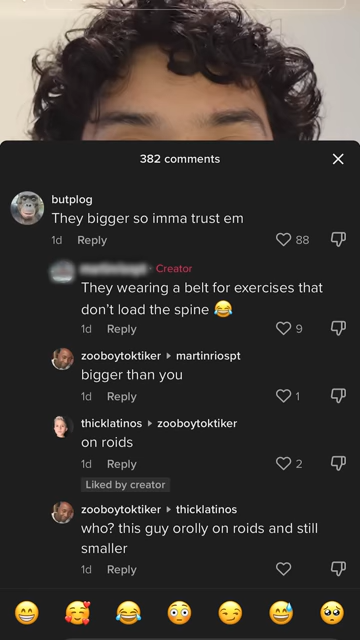 382 comments
butplog
They bigger so imma trust em
1d Reply 88
· Creator
They wearing a belt for exercises that
don't load the spine 😂
1d Reply 9
zooboytoktiker ▸ martinriospt
bigger than you
1d Reply 1
thicklatinos ▸ zooboytoktiker
on roids
1d Reply 2
Liked by creator
zooboytoktiker ▸ thicklatinos
who? this guy orolly on roids and still
smaller
1d Reply